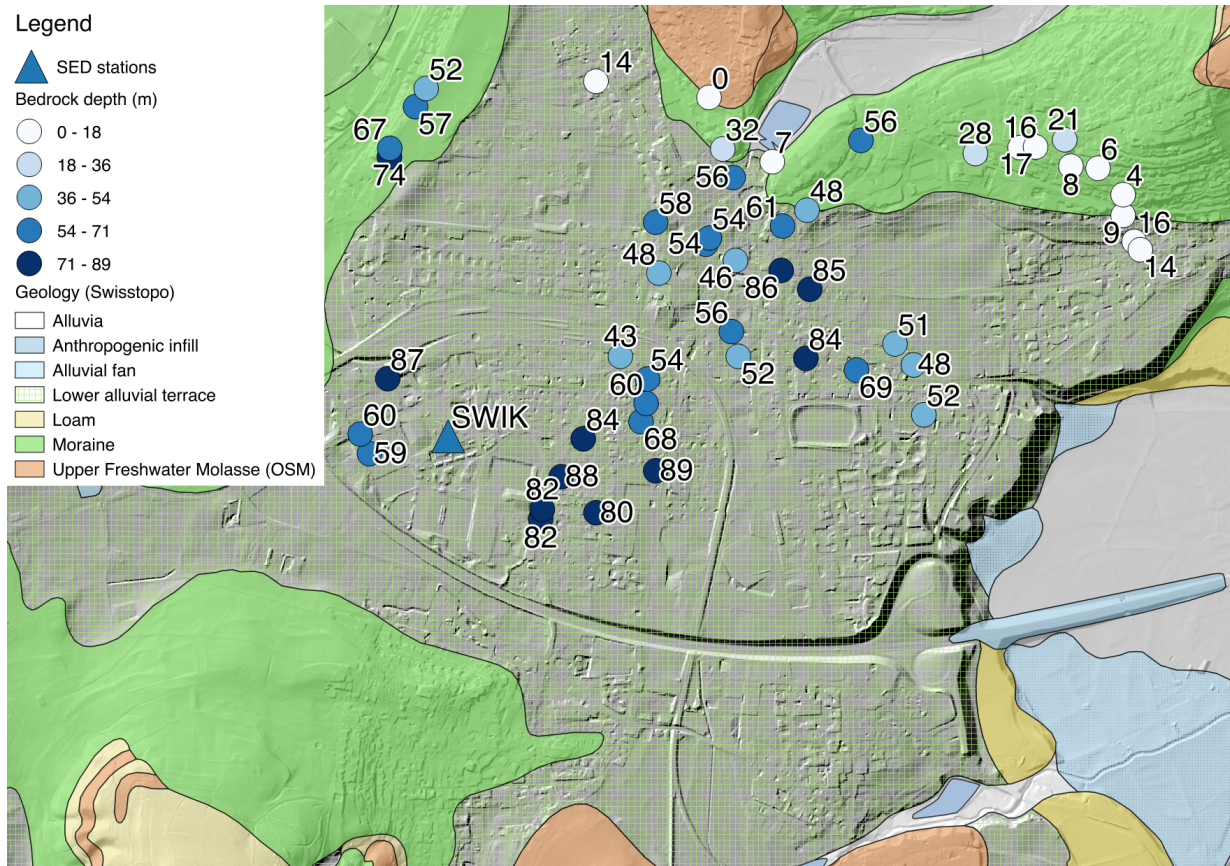 Legend
SED stations
Bedrock depth (m)
0 - 18
18 - 36
36 - 54
54 - 71
71 - 89
Geology (Swisstopo)
Alluvia
Anthropogenic infill
Alluvial fan
Lower alluvial terrace
Loam
Moraine
Upper Freshwater Molasse (OSM)
52
57
67
74
14
0
32
7
56
56
28
16
17
21
8
6
4
9
16
14
58
54
54
61
48
48
46
86
85
56
52
84
69
51
48
52
43
54
60
68
87
60
59
SWIK
84
88
89
82
82
80